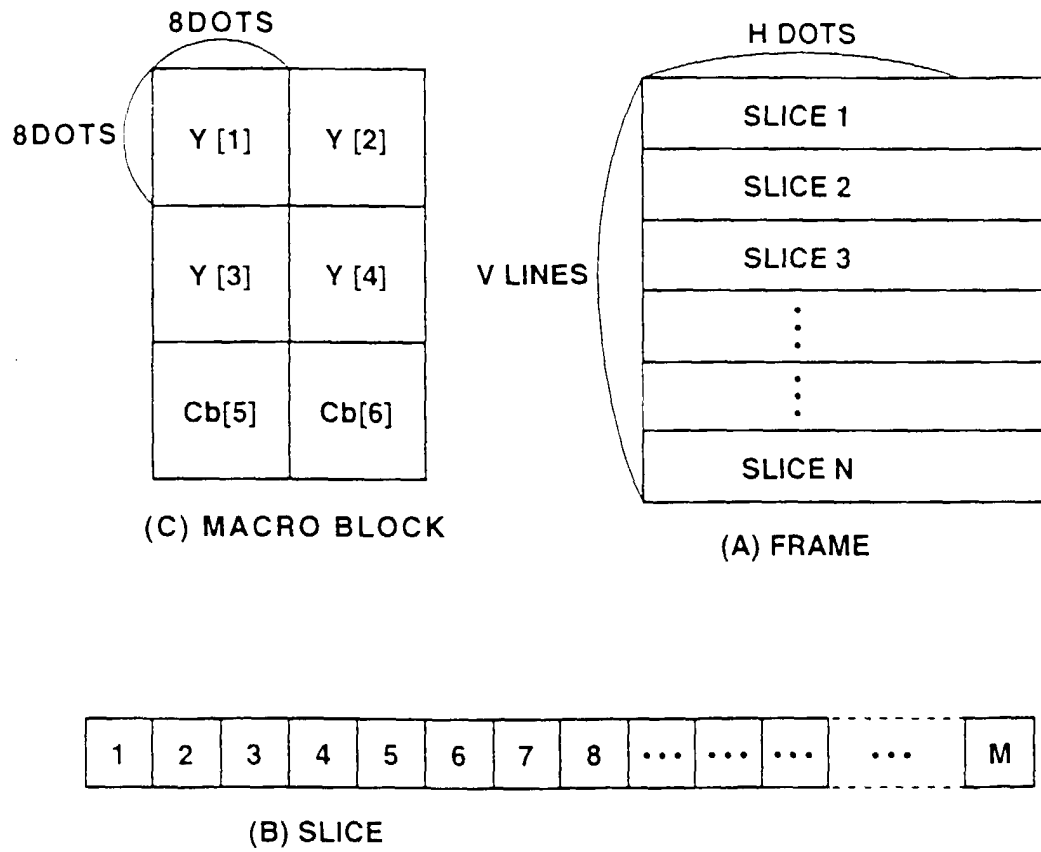 8DOTS
8DOTS
Y [1] Y [2]
Y [3] Y [4]
Cb[5] Cb[6]
(C) MACRO BLOCK
H DOTS
V LINES
SLICE 1
SLICE 2
SLICE 3
⋮
⋮
SLICE N
(A) FRAME
1 2 3 4 5 6 7 8 ••• ••• ••• ••• M
(B) SLICE